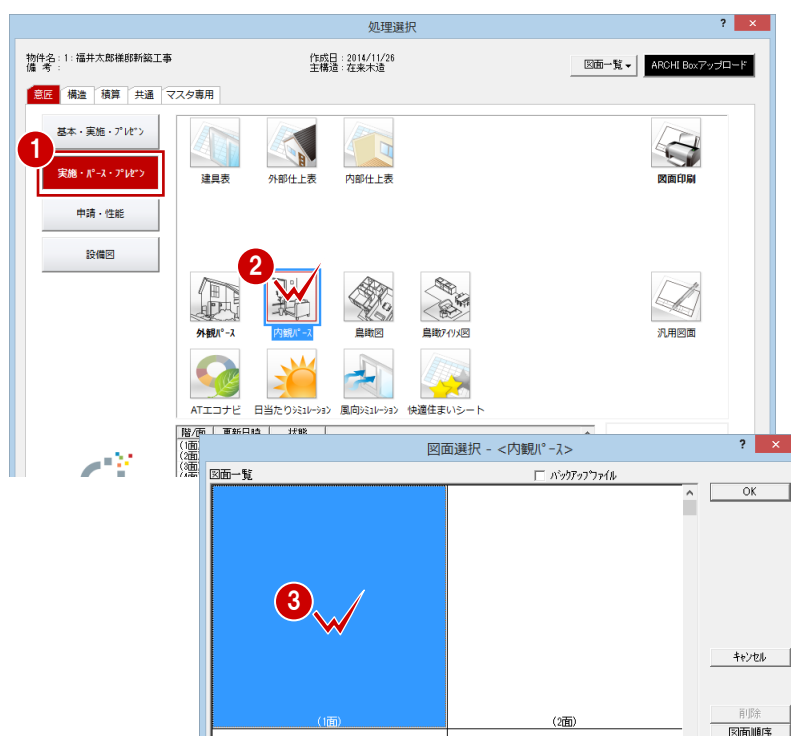 処理選択
? ×
物件名：1：福井太郎様邸新築工事
作成日：2014/11/26
備 考 ：
主構造：在来木造
図面一覧
ARCHI Boxアップロード
意匠 構造 積算 共通 マスタ専用
基本・実施・ﾌﾟﾚｾﾞﾝ
1
実施・ﾊﾟｰｽ・ﾌﾟﾚｾﾞﾝ
申請・性能
設備図
建具表 外部仕上表 内部仕上表 図面印刷
2
外観ﾊﾟｰｽ 内観ﾊﾟｰｽ 鳥瞰図 鳥瞰ｱｲｿﾒ図 汎用図面
ATエコナビ 日当たりｼﾐｭﾚｰｼｮﾝ 風向ｼﾐｭﾚｰｼｮﾝ 快適住まいシート
階/面 更新日時 状態
(1面)
(2面)
(3面)
図面選択 - <内観ﾊﾟｰｽ>
? ×
図面一覧
ﾊﾞｯｸｱｯﾌﾟﾌｧｲﾙ
OK
3
キャンセル
(1面) (2面)
削除
図面順序